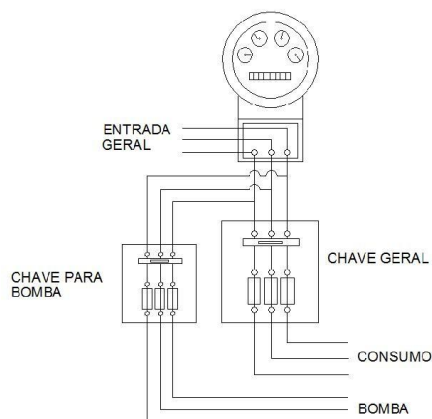 ENTRADA
GERAL
CHAVE GERAL
CHAVE PARA
BOMBA
CONSUMO
BOMBA